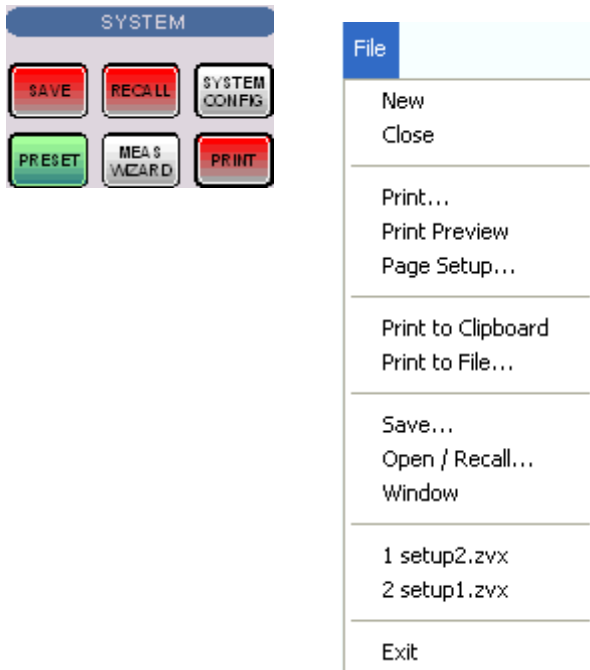 SYSTEM
SAVE
RECALL
SYSTEM
CONFIG
PRESET
MEAS
WIZARD
PRINT
File
New
Close
Print...
Print Preview
Page Setup...
Print to Clipboard
Print to File...
Save...
Open / Recall...
Window
1 setup2.zvx
2 setup1.zvx
Exit